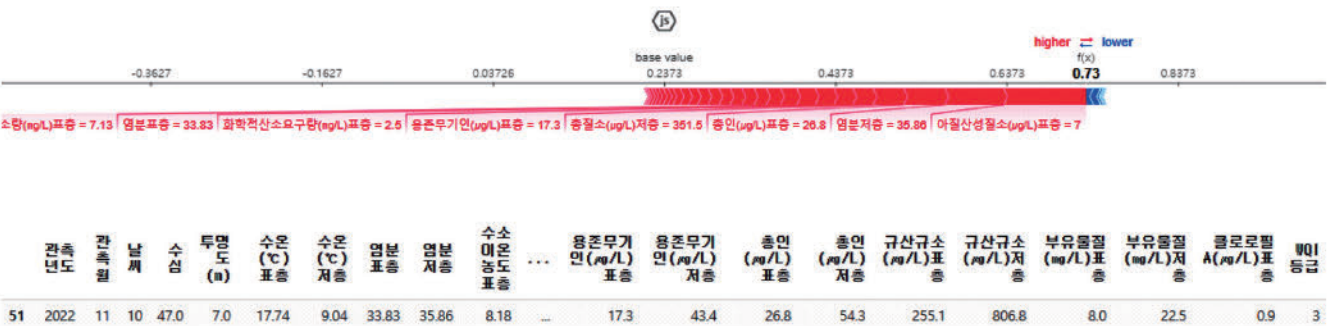 js
higher ⇄ lower
base value f(x)
-0.3627 -0.1627 0.03726 0.2373 0.4373 0.6373 0.73 0.8373
소량(mg/L)표층 = 7.13 염분표층 = 33.83 화학적산소요구량(mg/L)표층 = 2.5 용존무기인(μg/L)표층 = 17.3 총질소(μg/L)저층 = 351.5 총인(μg/L)표층 = 26.8 염분저층 = 35.86 아질산성질소(μg/L)표층 = 7
관측년도 관측월 날씨 수심 투명도(m) 수온(℃)표층 수온(℃)저층 염분표층 염분저층 수소이온농도표층 ... 용존무기인(μg/L)표층 용존무기인(μg/L)저층 총인(μg/L)표층 총인(μg/L)저층 규산규소(μg/L)표층 규산규소(μg/L)저층 부유물질(mg/L)표층 부유물질(mg/L)저층 클로로필A(μg/L)표층 WQI등급
51 2022 11 10 47.0 7.0 17.74 9.04 33.83 35.86 8.18 ... 17.3 43.4 26.8 54.3 255.1 806.8 8.0 22.5 0.9 3